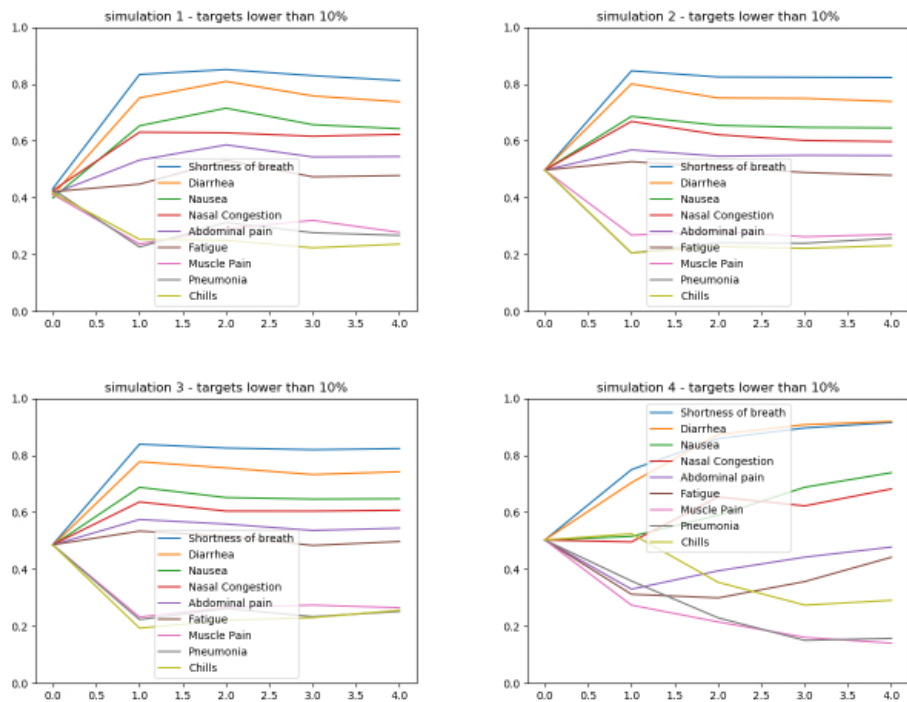 simulation 1 - targets lower than 10%
1.0
0.8
0.6
0.4
0.2
0.0
Shortness of breath
Diarrhea
Nausea
Nasal Congestion
Abdominal pain
Fatigue
Muscle Pain
Pneumonia
Chills
0.0 0.5 1.0 1.5 2.0 2.5 3.0 3.5 4.0
simulation 2 - targets lower than 10%
1.0
0.8
0.6
0.4
0.2
0.0
Shortness of breath
Diarrhea
Nausea
Nasal Congestion
Abdominal pain
Fatigue
Muscle Pain
Pneumonia
Chills
0.0 0.5 1.0 1.5 2.0 2.5 3.0 3.5 4.0
simulation 3 - targets lower than 10%
1.0
0.8
0.6
0.4
0.2
0.0
Shortness of breath
Diarrhea
Nausea
Nasal Congestion
Abdominal pain
Fatigue
Muscle Pain
Pneumonia
Chills
0.0 0.5 1.0 1.5 2.0 2.5 3.0 3.5 4.0
simulation 4 - targets lower than 10%
1.0
0.8
0.6
0.4
0.2
0.0
Shortness of breath
Diarrhea
Nausea
Nasal Congestion
Abdominal pain
Fatigue
Muscle Pain
Pneumonia
Chills
0.0 0.5 1.0 1.5 2.0 2.5 3.0 3.5 4.0